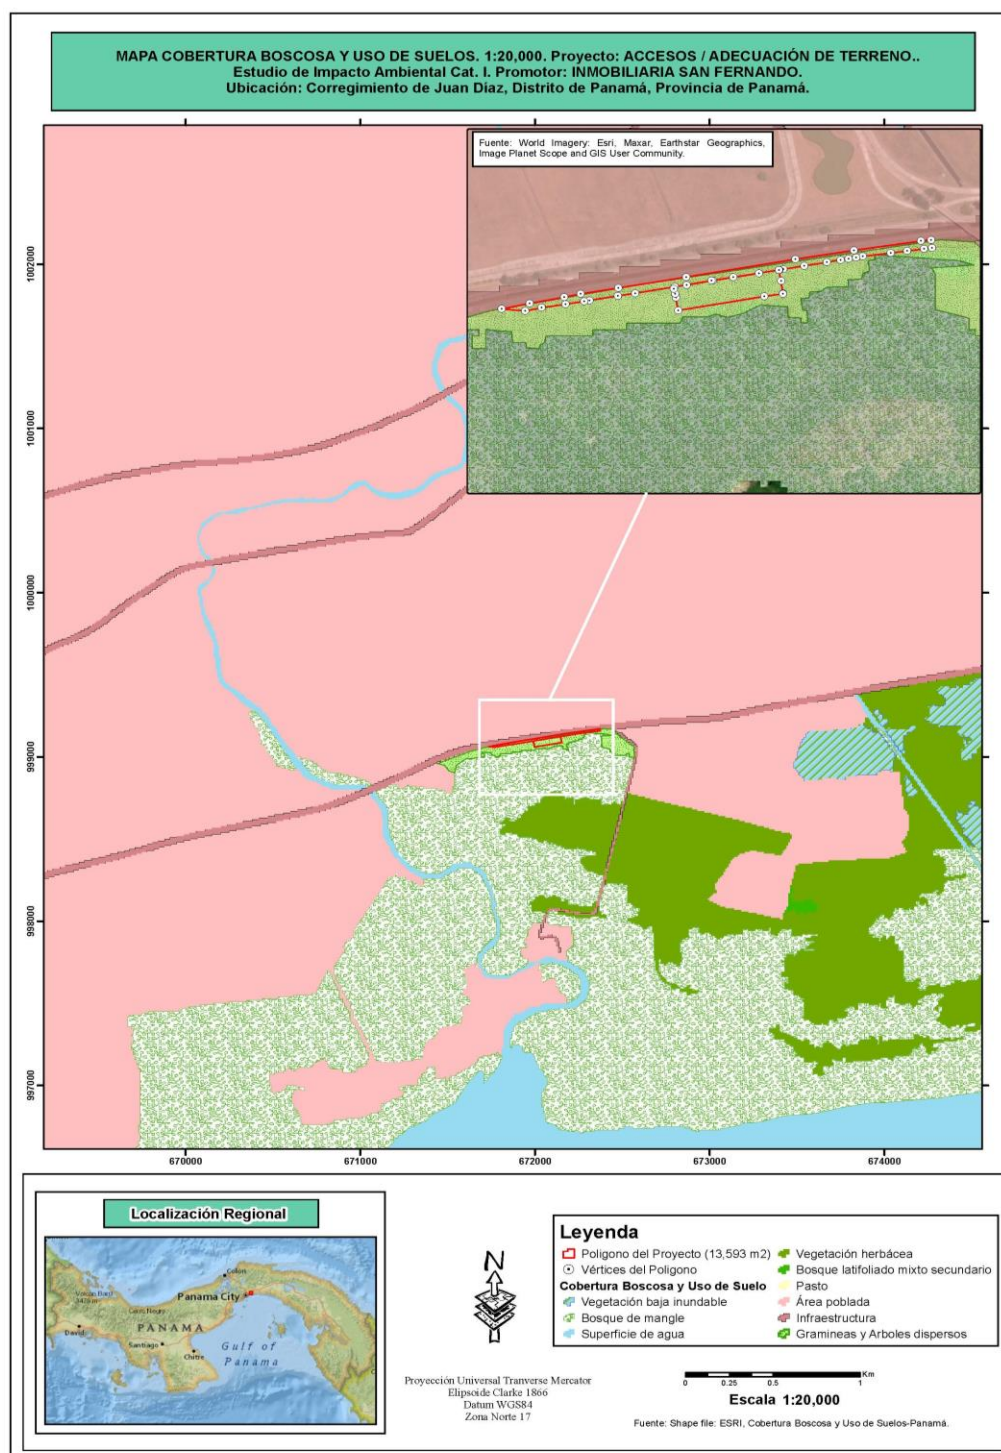 MAPA COBERTURA BOSCOSA Y USO DE SUELOS. 1:20,000. Proyecto: ACCESOS / ADECUACIÓN DE TERRENO..
Estudio de Impacto Ambiental Cat. I. Promotor: INMOBILIARIA SAN FERNANDO.
Ubicación: Corregimiento de Juan Diaz, Distrito de Panamá, Provincia de Panamá.
Fuente: World Imagery: Esri, Maxar, Earthstar Geographics,
Image Planet Scope and GIS User Community.
1002000
1001000
1000000
999000
998000
997000
670000
671000
672000
673000
674000
Localización Regional
Colon
Panama City
PANAMA
David
Santiago
Chitre
Gulf of
Panama
N
Proyección Universal Tranverse Mercator
Elipsoide Clarke 1866
Datum WGS84
Zona Norte 17
Leyenda
Poligono del Proyecto (13,593 m2)
Vértices del Poligono
Cobertura Boscosa y Uso de Suelo
Vegetación baja inundable
Bosque de mangle
Superficie de agua
Vegetación herbácea
Bosque latifoliado mixto secundario
Pasto
Área poblada
Infraestructura
Gramineas y Arboles dispersos
0 0.25 0.5 1 Km
Escala 1:20,000
Fuente: Shape file: ESRI, Cobertura Boscosa y Uso de Suelos-Panamá.